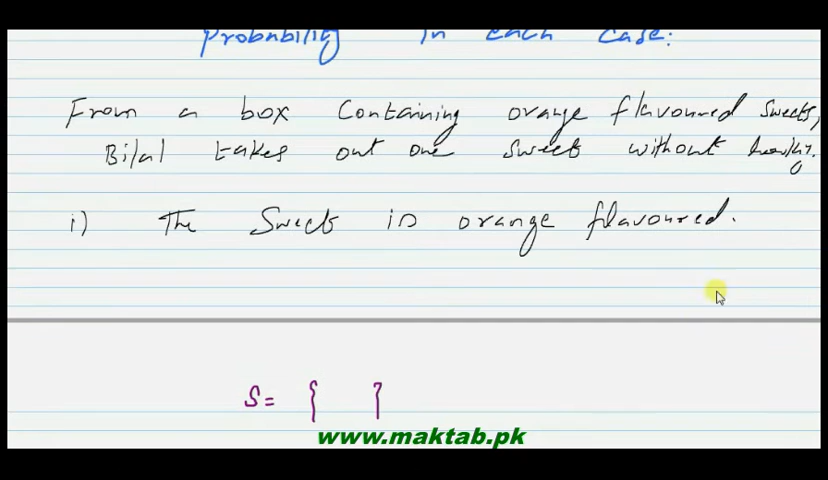 Probability in each case:
From a box containing orange flavoured sweets,
Bilal takes out one sweet without looking.
i) The Sweet is orange flavoured.
S = { }
www.maktab.pk